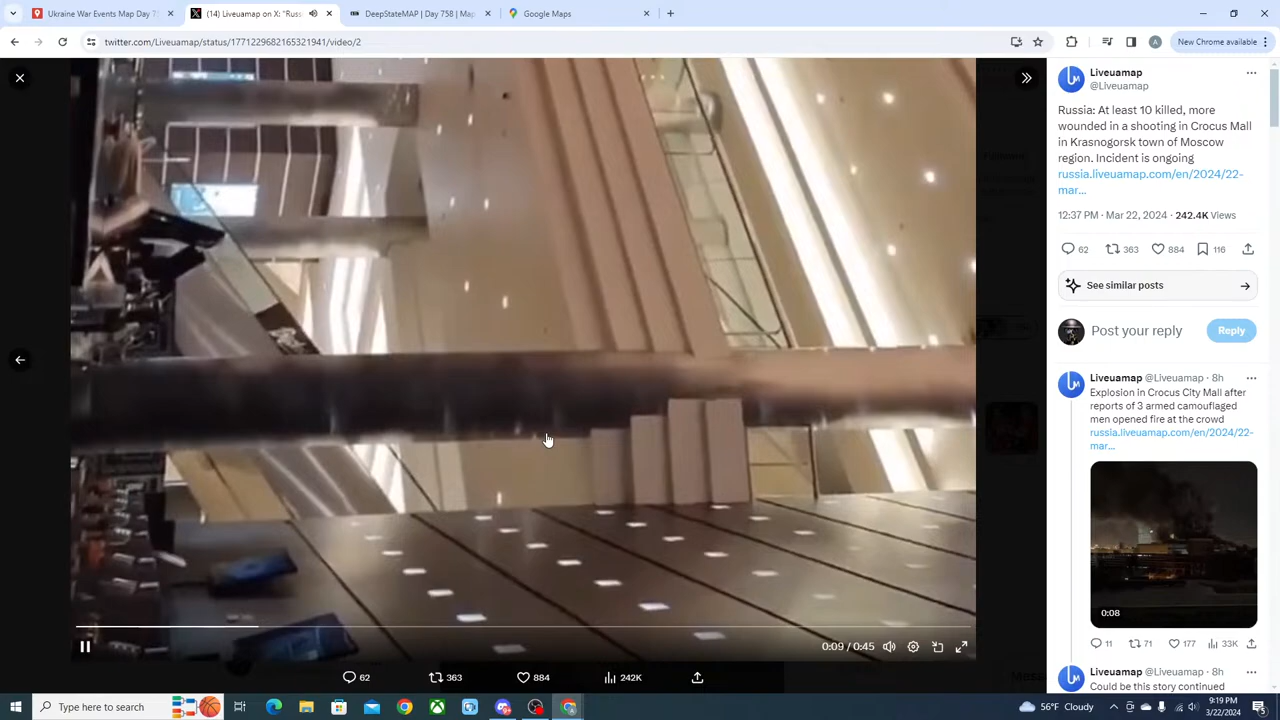 Ukraine War Events Map Day 7
(14) Liveuamap on X: "Russ
DeepStateMAP | Day 758 | Map
Google Maps
twitter.com/Liveuamap/status/1771229682165321941/video/2
New Chrome available
Liveuamap
@Liveuamap
Russia: At least 10 killed, more
wounded in a shooting in Crocus Mall
in Krasnogorsk town of Moscow
region. Incident is ongoing
russia.liveuamap.com/en/2024/22-
mar...
12:37 PM · Mar 22, 2024 · 242.4K Views
62 363 884 116
See similar posts
Post your reply
Reply
Liveuamap @Liveuamap · 8h
Explosion in Crocus City Mall after
reports of 3 armed camouflaged
men opened fire at the crowd
russia.liveuamap.com/en/2024/22-
mar...
0:08
11 71 177 33K
Liveuamap @Liveuamap · 8h
Could be this story continued
0:09 / 0:45
62 884 242K
Type here to search
56°F Cloudy
9:19 PM
3/22/2024